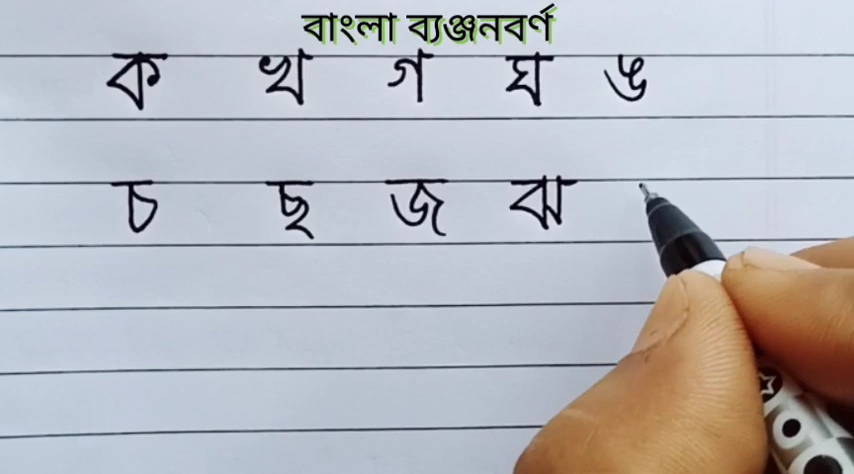 বাংলা ব্যঞ্জনবর্ণ
ক খ গ ঘ ঙ
চ ছ জ ঝ